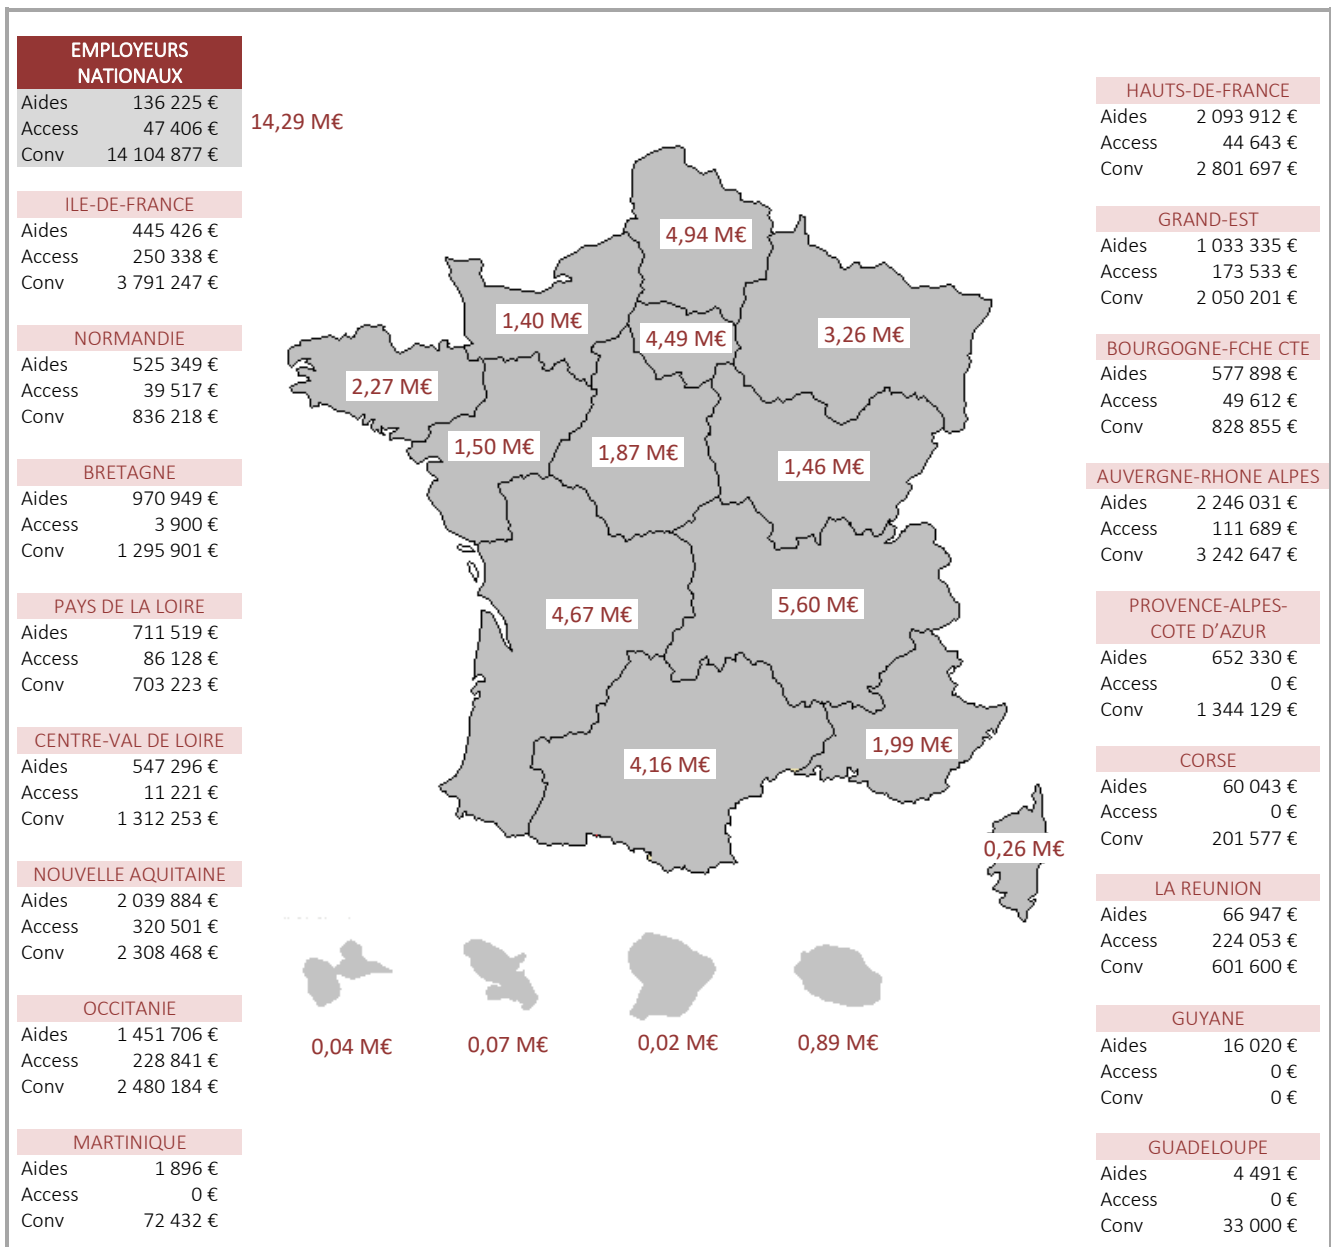 EMPLOYEURS
NATIONAUX
Aides 136 225 €
Access 47 406 €
Conv 14 104 877 €
14,29 M€
ILE-DE-FRANCE
Aides 445 426 €
Access 250 338 €
Conv 3 791 247 €
NORMANDIE
Aides 525 349 €
Access 39 517 €
Conv 836 218 €
BRETAGNE
Aides 970 949 €
Access 3 900 €
Conv 1 295 901 €
PAYS DE LA LOIRE
Aides 711 519 €
Access 86 128 €
Conv 703 223 €
CENTRE-VAL DE LOIRE
Aides 547 296 €
Access 11 221 €
Conv 1 312 253 €
NOUVELLE AQUITAINE
Aides 2 039 884 €
Access 320 501 €
Conv 2 308 468 €
OCCITANIE
Aides 1 451 706 €
Access 228 841 €
Conv 2 480 184 €
MARTINIQUE
Aides 1 896 €
Access 0 €
Conv 72 432 €
4,94 M€
1,40 M€
4,49 M€
3,26 M€
2,27 M€
1,50 M€
1,87 M€
1,46 M€
4,67 M€
5,60 M€
4,16 M€
1,99 M€
0,26 M€
0,04 M€
0,07 M€
0,02 M€
0,89 M€
HAUTS-DE-FRANCE
Aides 2 093 912 €
Access 44 643 €
Conv 2 801 697 €
GRAND-EST
Aides 1 033 335 €
Access 173 533 €
Conv 2 050 201 €
BOURGOGNE-FCHE CTE
Aides 577 898 €
Access 49 612 €
Conv 828 855 €
AUVERGNE-RHONE ALPES
Aides 2 246 031 €
Access 111 689 €
Conv 3 242 647 €
PROVENCE-ALPES-
COTE D'AZUR
Aides 652 330 €
Access 0 €
Conv 1 344 129 €
CORSE
Aides 60 043 €
Access 0 €
Conv 201 577 €
LA REUNION
Aides 66 947 €
Access 224 053 €
Conv 601 600 €
GUYANE
Aides 16 020 €
Access 0 €
Conv 0 €
GUADELOUPE
Aides 4 491 €
Access 0 €
Conv 33 000 €